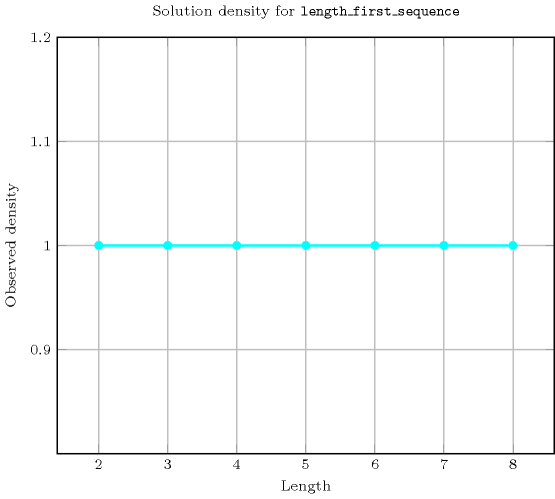 Solution density for length_first_sequence
1.2
1.1
1
0.9
Observed density
2 3 4 5 6 7 8
Length